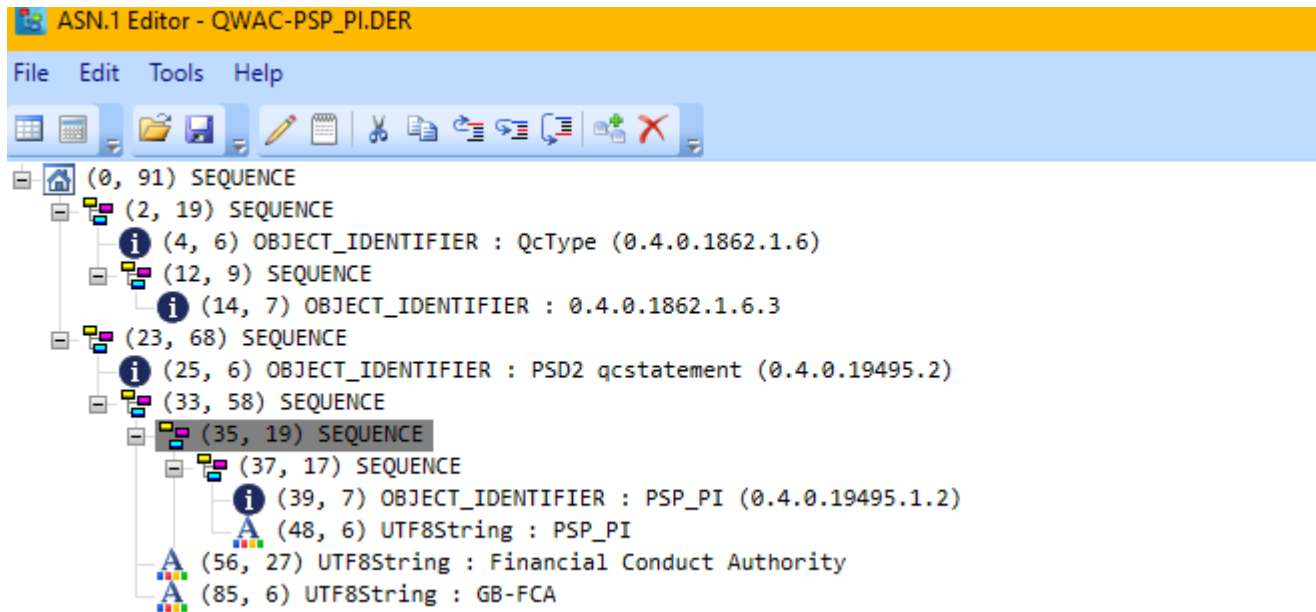 ASN.1 Editor - QWAC-PSP_PI.DER
File Edit Tools Help
(0, 91) SEQUENCE
(2, 19) SEQUENCE
(4, 6) OBJECT_IDENTIFIER : QcType (0.4.0.1862.1.6)
(12, 9) SEQUENCE
(14, 7) OBJECT_IDENTIFIER : 0.4.0.1862.1.6.3
(23, 68) SEQUENCE
(25, 6) OBJECT_IDENTIFIER : PSD2 qcstatement (0.4.0.19495.2)
(33, 58) SEQUENCE
(35, 19) SEQUENCE
(37, 17) SEQUENCE
(39, 7) OBJECT_IDENTIFIER : PSP_PI (0.4.0.19495.1.2)
(48, 6) UTF8String : PSP_PI
(56, 27) UTF8String : Financial Conduct Authority
(85, 6) UTF8String : GB-FCA